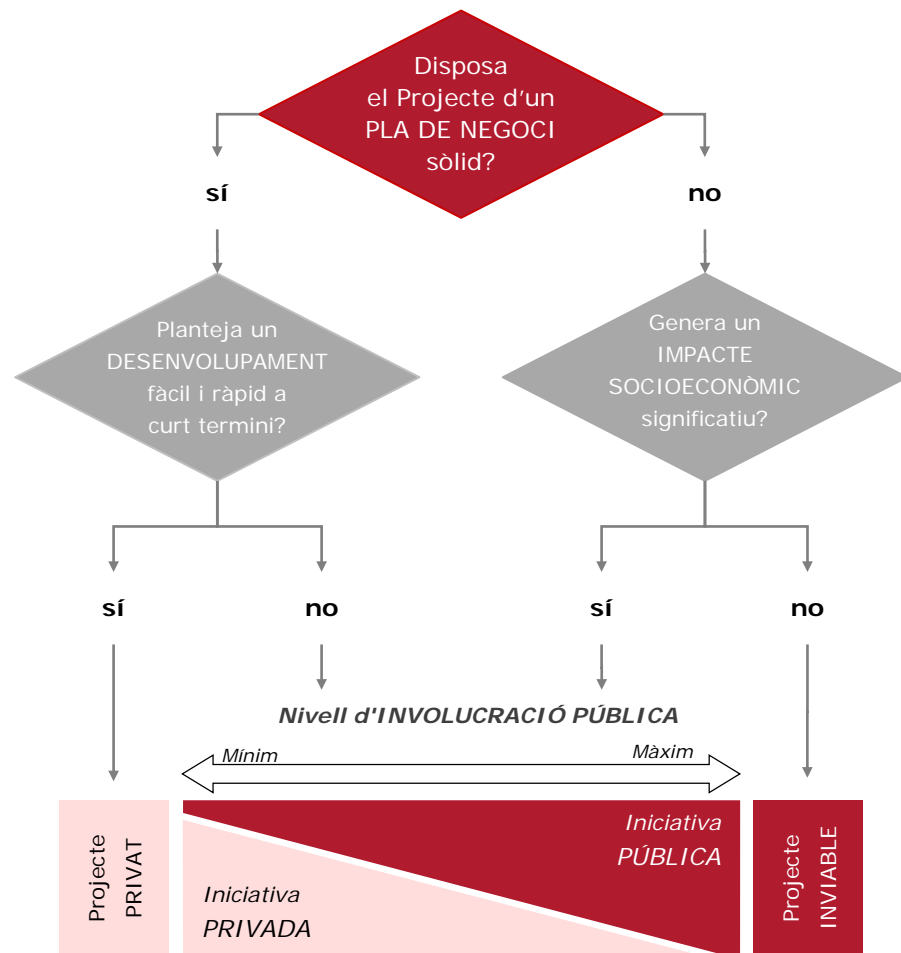 Disposa
el Projecte d'un
PLA DE NEGOCI
sòlid?
sí
no
Planteja un
DESENVOLUPAMENT
fàcil i ràpid a
curt termini?
Genera un
IMPACTE
SOCIOECONÒMIC
significatiu?
sí
no
sí
no
Nivell d'INVOLUCRACIÓ PÚBLICA
Mínim
Màxim
Projecte
PRIVAT
Iniciativa
PRIVADA
Iniciativa
PÚBLICA
Projecte
INVIABLE